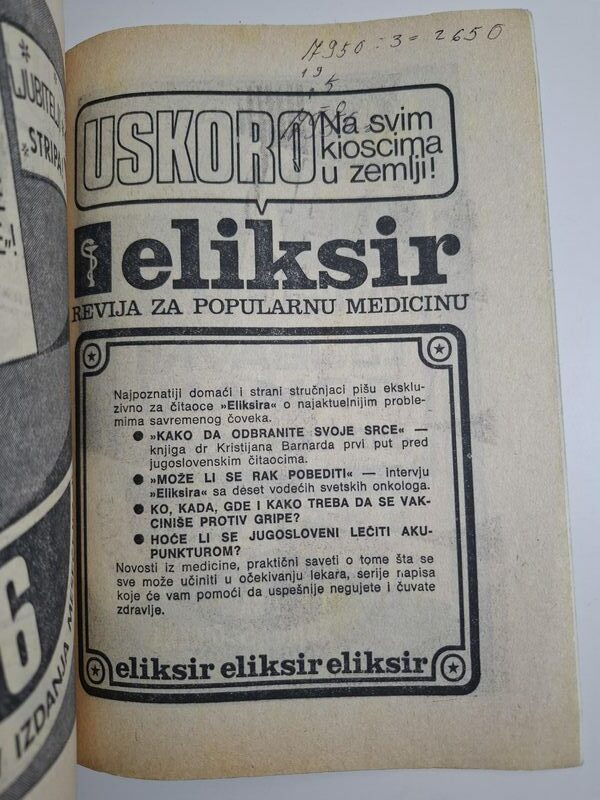 LJUBITELJ
STRIPA
E"!
6
IZDANJA
7950 : 3 = 2650
19
USKORO
Na svim
kioscima
u zemlji!
eliksir
REVIJA ZA POPULARNU MEDICINU
Najpoznatiji domaći i strani stručnjaci pišu eksklu-
zivno za čitaoce »Eliksira« o najaktuelnijim proble-
mima savremenog čoveka.
● »KAKO DA ODBRANITE SVOJE SRCE« —
knjiga dr Kristijana Barnarda prvi put pred
jugoslovenskim čitaocima.
● »MOŽE LI SE RAK POBEDITI« — intervju
»Eliksira« sa deset vodećih svetskih onkologa.
● KO, KADA, GDE I KAKO TREBA DA SE VAK-
CINIŠE PROTIV GRIPE?
● HOĆE LI SE JUGOSLOVENI LEČITI AKU-
PUNKTUROM?
Novosti iz medicine, praktični saveti o tome šta se
sve može učiniti u očekivanju lekara, serije napisa
koje će vam pomoći da uspešnije negujete i čuvate
zdravlje.
eliksir eliksir eliksir